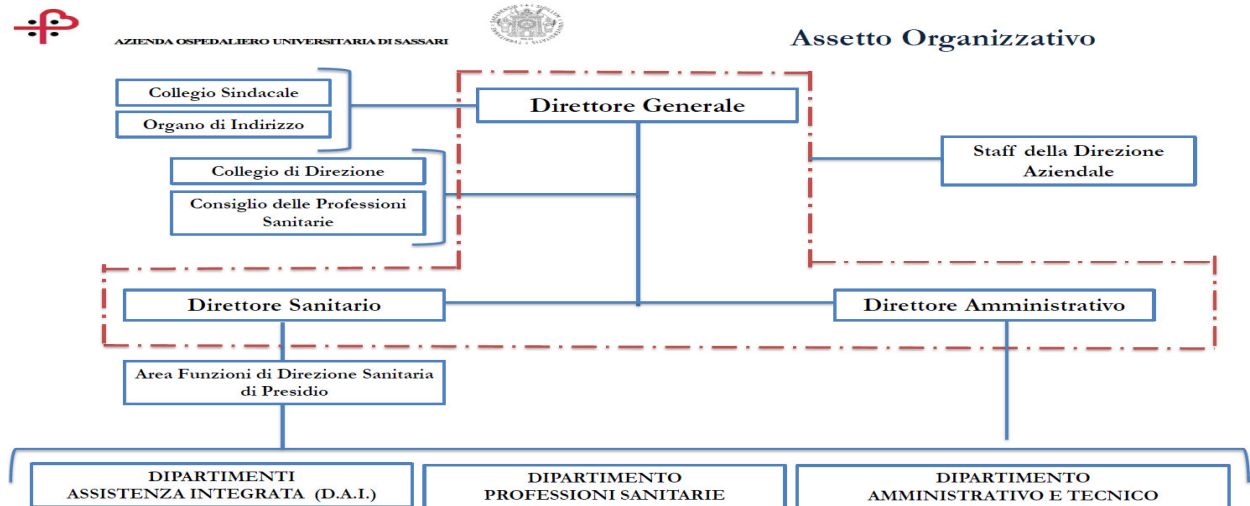 AZIENDA OSPEDALIERO UNIVERSITARIA DI SASSARI
Assetto Organizzativo
Collegio Sindacale
Organo di Indirizzo
Direttore Generale
Collegio di Direzione
Consiglio delle Professioni
Sanitarie
Staff della Direzione
Aziendale
Direttore Sanitario
Direttore Amministrativo
Area Funzioni di Direzione Sanitaria
di Presidio
DIPARTIMENTI
ASSISTENZA INTEGRATA (D.A.I.)
DIPARTIMENTO
PROFESSIONI SANITARIE
DIPARTIMENTO
AMMINISTRATIVO E TECNICO